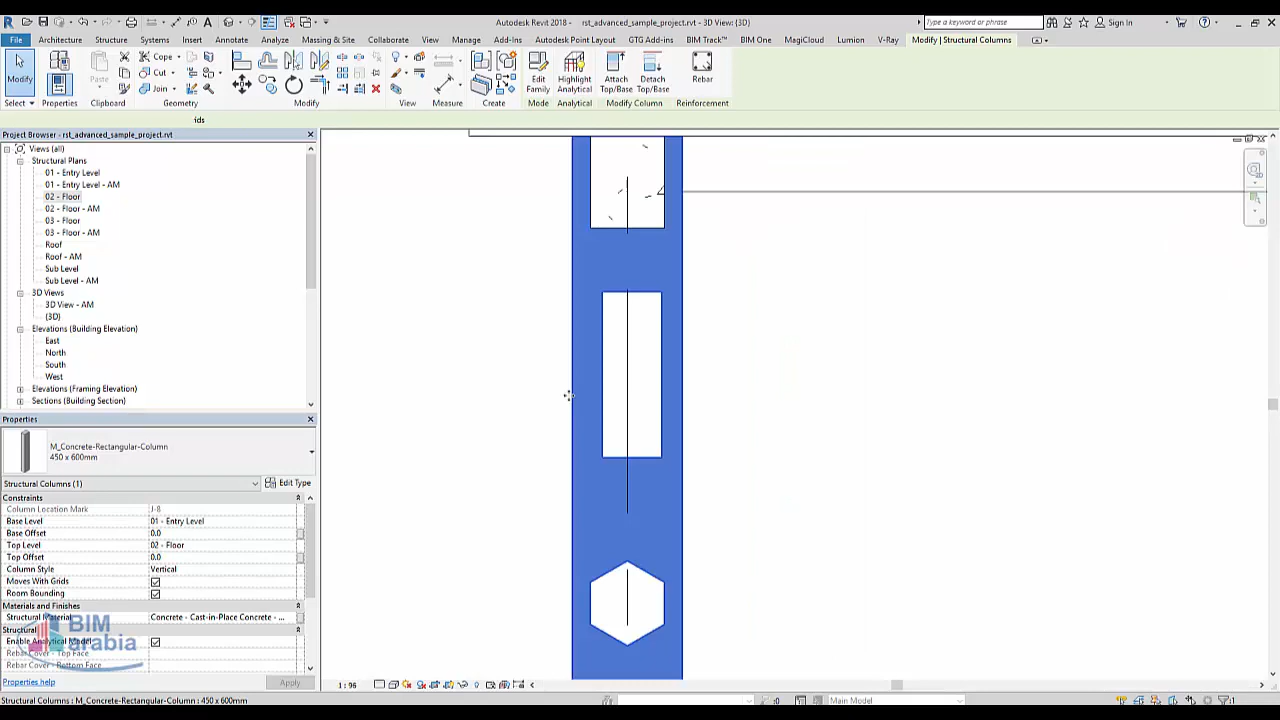 Autodesk Revit 2018 - rst_advanced_sample_project.rvt - 3D View: {3D}
Type a keyword or phrase
Sign In
File Architecture Structure Systems Insert Annotate Analyze Massing & Site Collaborate View Manage Add-Ins Autodesk Point Layout GTG Add-ins BIM Track™ BIM One MagiCloud Lumion V-Ray Modify | Structural Columns
Modify
Properties
Paste
Cope
Cut
Join
Edit Family
Highlight Analytical
Attach Top/Base
Detach Top/Base
Rebar
Select Properties Clipboard Geometry Modify View Measure Create Mode Analytical Modify Column Reinforcement
ids
Project Browser - rst_advanced_sample_project.rvt
Views (all)
Structural Plans
01 - Entry Level
01 - Entry Level - AM
02 - Floor
02 - Floor - AM
03 - Floor
03 - Floor - AM
Roof
Roof - AM
Sub Level
Sub Level - AM
3D Views
3D View - AM
{3D}
Elevations (Building Elevation)
East
North
South
West
Elevations (Framing Elevation)
Sections (Building Section)
Properties
M_Concrete-Rectangular-Column
450 x 600mm
Structural Columns (1)
Edit Type
Constraints
Column Location Mark J-8
Base Level 01 - Entry Level
Base Offset 0.0
Top Level 02 - Floor
Top Offset 0.0
Column Style Vertical
Moves With Grids
Room Bounding
Materials and Finishes
Structural Material Concrete - Cast-in-Place Concrete - ...
Structural
Enable Analytical Model
Rebar Cover - Top Face
Rebar Cover - Bottom Face
BIM
arabia
Properties help
Apply
1 : 96
Structural Columns : M_Concrete-Rectangular-Column : 450 x 600mm
:0
Main Model
:1